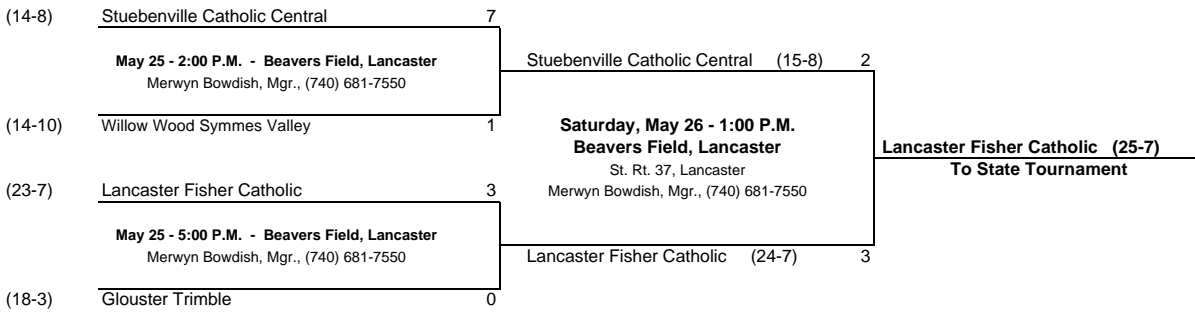 (14-8) Stuebenville Catholic Central 7
May 25 - 2:00 P.M. - Beavers Field, Lancaster
Merwyn Bowdish, Mgr., (740) 681-7550
Stuebenville Catholic Central (15-8) 2
(14-10) Willow Wood Symmes Valley 1
Saturday, May 26 - 1:00 P.M.
Beavers Field, Lancaster
St. Rt. 37, Lancaster
Merwyn Bowdish, Mgr., (740) 681-7550
Lancaster Fisher Catholic (25-7)
To State Tournament
(23-7) Lancaster Fisher Catholic 3
May 25 - 5:00 P.M. - Beavers Field, Lancaster
Merwyn Bowdish, Mgr., (740) 681-7550
Lancaster Fisher Catholic (24-7) 3
(18-3) Glouster Trimble 0